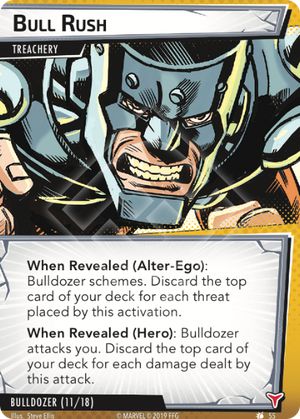 Bull Rush
TREACHERY
When Revealed (Alter-Ego):
Bulldozer schemes. Discard the top
card of your deck for each threat
placed by this activation.
When Revealed (Hero): Bulldozer
attacks you. Discard the top card of
your deck for each damage dealt by
this attack.
BULLDOZER (11/18)
Illus. Steve Ellis © MARVEL © 2019 FFG 55